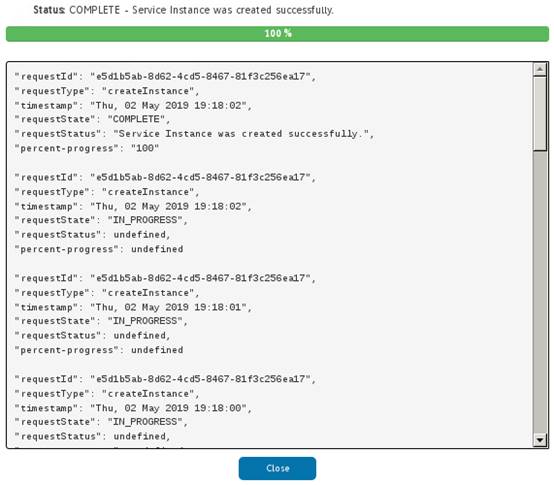 Status: COMPLETE - Service Instance was created successfully.
100 %
"requestId": "e5d1b5ab-8d62-4cd5-8467-81f3c256ea17",
"requestType": "createInstance",
"timestamp": "Thu, 02 May 2019 19:18:02",
"requestState": "COMPLETE",
"requestStatus": "Service Instance was created successfully.",
"percent-progress": "100"
"requestId": "e5d1b5ab-8d62-4cd5-8467-81f3c256ea17",
"requestType": "createInstance",
"timestamp": "Thu, 02 May 2019 19:18:02",
"requestState": "IN_PROGRESS",
"requestStatus": undefined,
"percent-progress": undefined
"requestId": "e5d1b5ab-8d62-4cd5-8467-81f3c256ea17",
"requestType": "createInstance",
"timestamp": "Thu, 02 May 2019 19:18:01",
"requestState": "IN_PROGRESS",
"requestStatus": undefined,
"percent-progress": undefined
"requestId": "e5d1b5ab-8d62-4cd5-8467-81f3c256ea17",
"requestType": "createInstance",
"timestamp": "Thu, 02 May 2019 19:18:00",
"requestState": "IN_PROGRESS",
"requestStatus": undefined,
Close